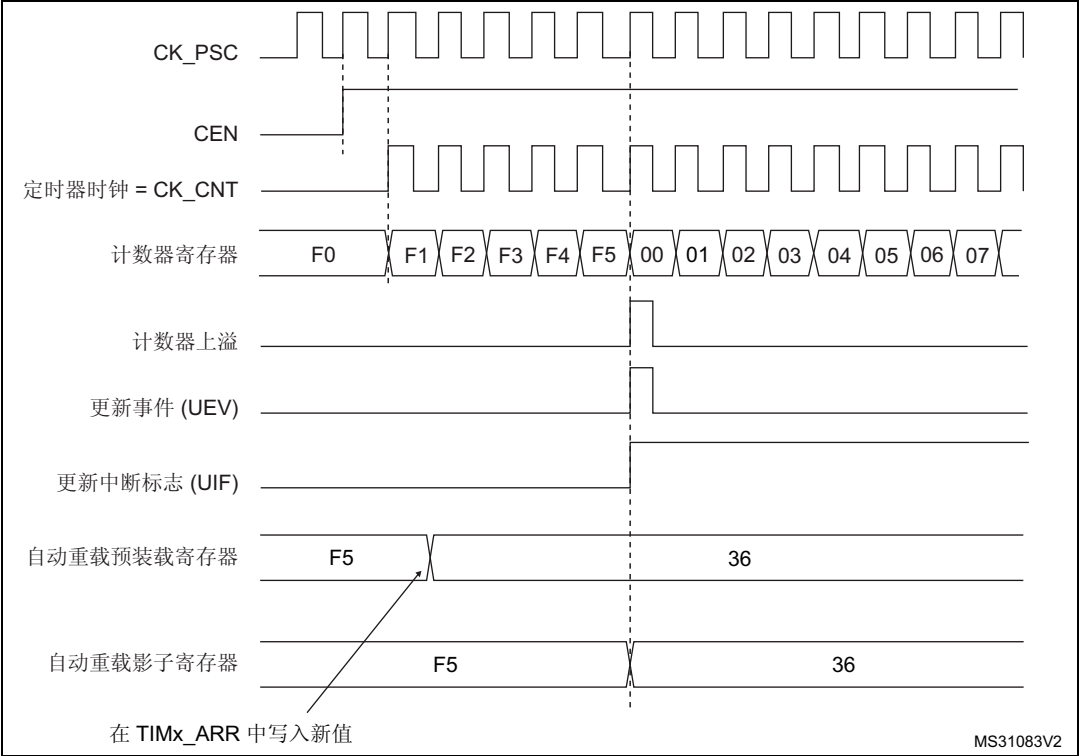 CK_PSC
CEN
定时器时钟 = CK_CNT
计数器寄存器 F0 F1 F2 F3 F4 F5 00 01 02 03 04 05 06 07
计数器上溢
更新事件 (UEV)
更新中断标志 (UIF)
自动重载预装载寄存器 F5 36
自动重载影子寄存器 F5 36
在 TIMx_ARR 中写入新值
MS31083V2